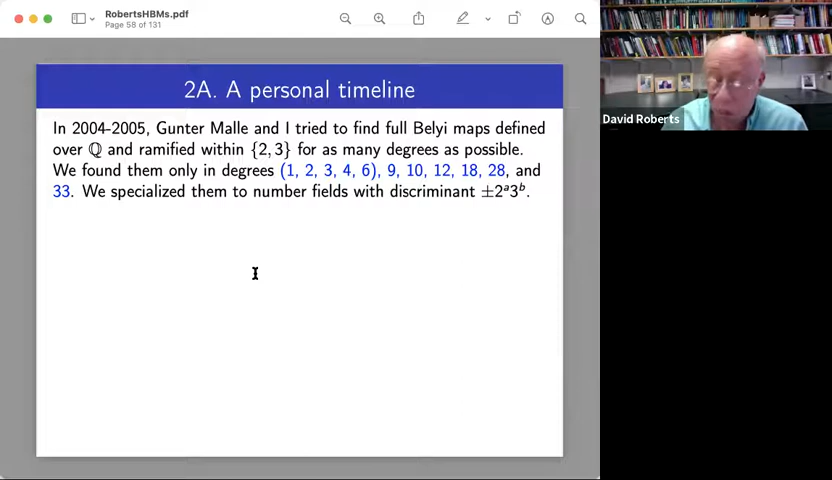 RobertsHBMs.pdf
Page 58 of 131
2A. A personal timeline
In 2004-2005, Gunter Malle and I tried to find full Belyi maps defined
over ℚ and ramified within {2, 3} for as many degrees as possible.
We found them only in degrees (1, 2, 3, 4, 6), 9, 10, 12, 18, 28, and
33. We specialized them to number fields with discriminant ±2ᵃ3ᵇ.
David Roberts